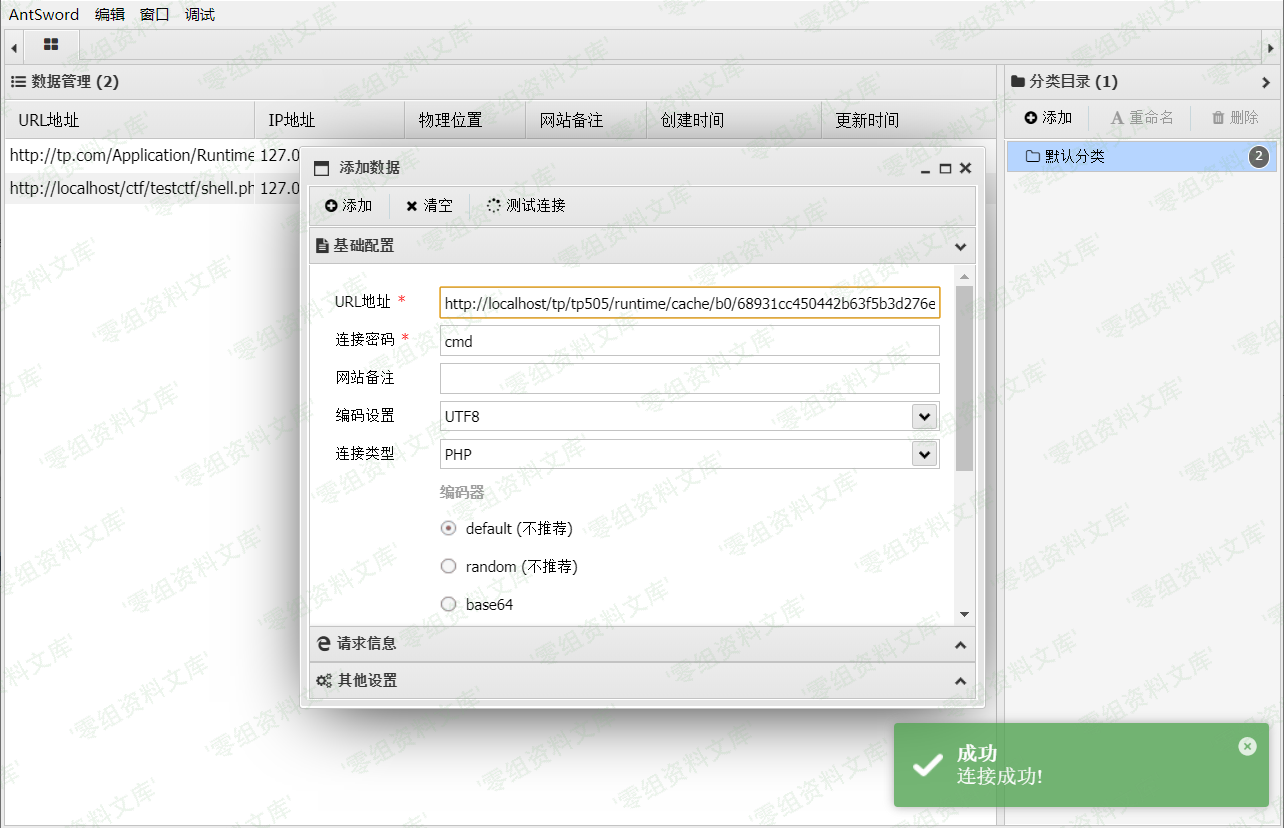 AntSword 编辑 窗口 调试
数据管理 (2)
URL地址 IP地址 物理位置 网站备注 创建时间 更新时间
http://tp.com/Application/Runtime 127.0
http://localhost/ctf/testctf/shell.ph 127.0
分类目录 (1)
添加 重命名 删除
默认分类 2
添加数据
添加 清空 测试连接
基础配置
URL地址 * http://localhost/tp/tp505/runtime/cache/b0/68931cc450442b63f5b3d276e
连接密码 * cmd
网站备注
编码设置 UTF8
连接类型 PHP
编码器
default (不推荐)
random (不推荐)
base64
请求信息
其他设置
成功
连接成功!
'零组资料文库'